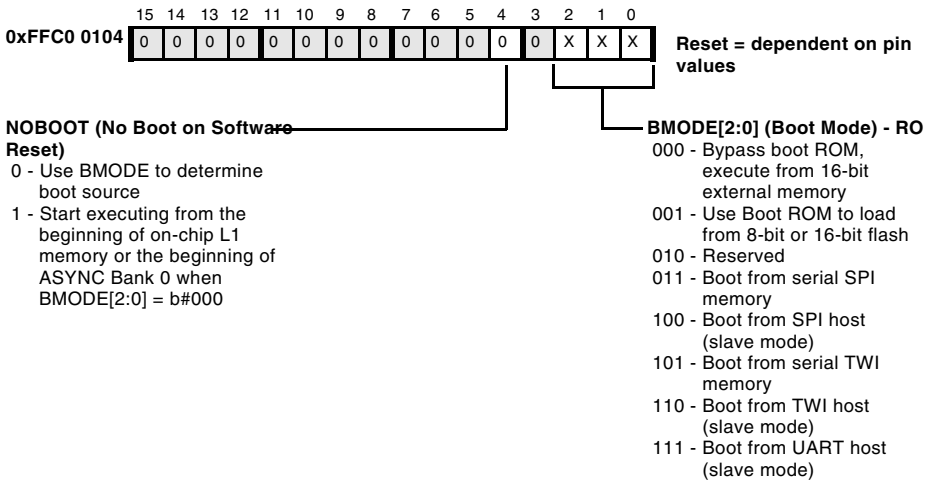 15 14 13 12 11 10 9 8 7 6 5 4 3 2 1 0
0xFFC0 0104
0 0 0 0 0 0 0 0 0 0 0 0 0 X X X
Reset = dependent on pin
values
NOBOOT (No Boot on Software
Reset)
0 - Use BMODE to determine
boot source
1 - Start executing from the
beginning of on-chip L1
memory or the beginning of
ASYNC Bank 0 when
BMODE[2:0] = b#000
BMODE[2:0] (Boot Mode) - RO
000 - Bypass boot ROM,
execute from 16-bit
external memory
001 - Use Boot ROM to load
from 8-bit or 16-bit flash
010 - Reserved
011 - Boot from serial SPI
memory
100 - Boot from SPI host
(slave mode)
101 - Boot from serial TWI
memory
110 - Boot from TWI host
(slave mode)
111 - Boot from UART host
(slave mode)